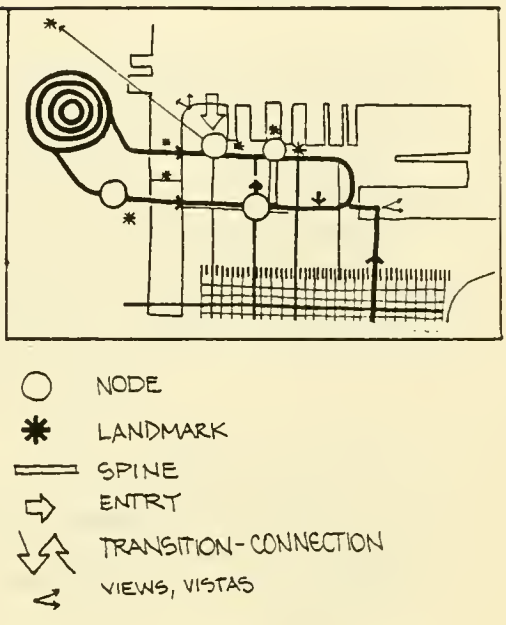 NODE
LANDMARK
SPINE
ENTRY
TRANSITION-CONNECTION
VIEWS, VISTAS